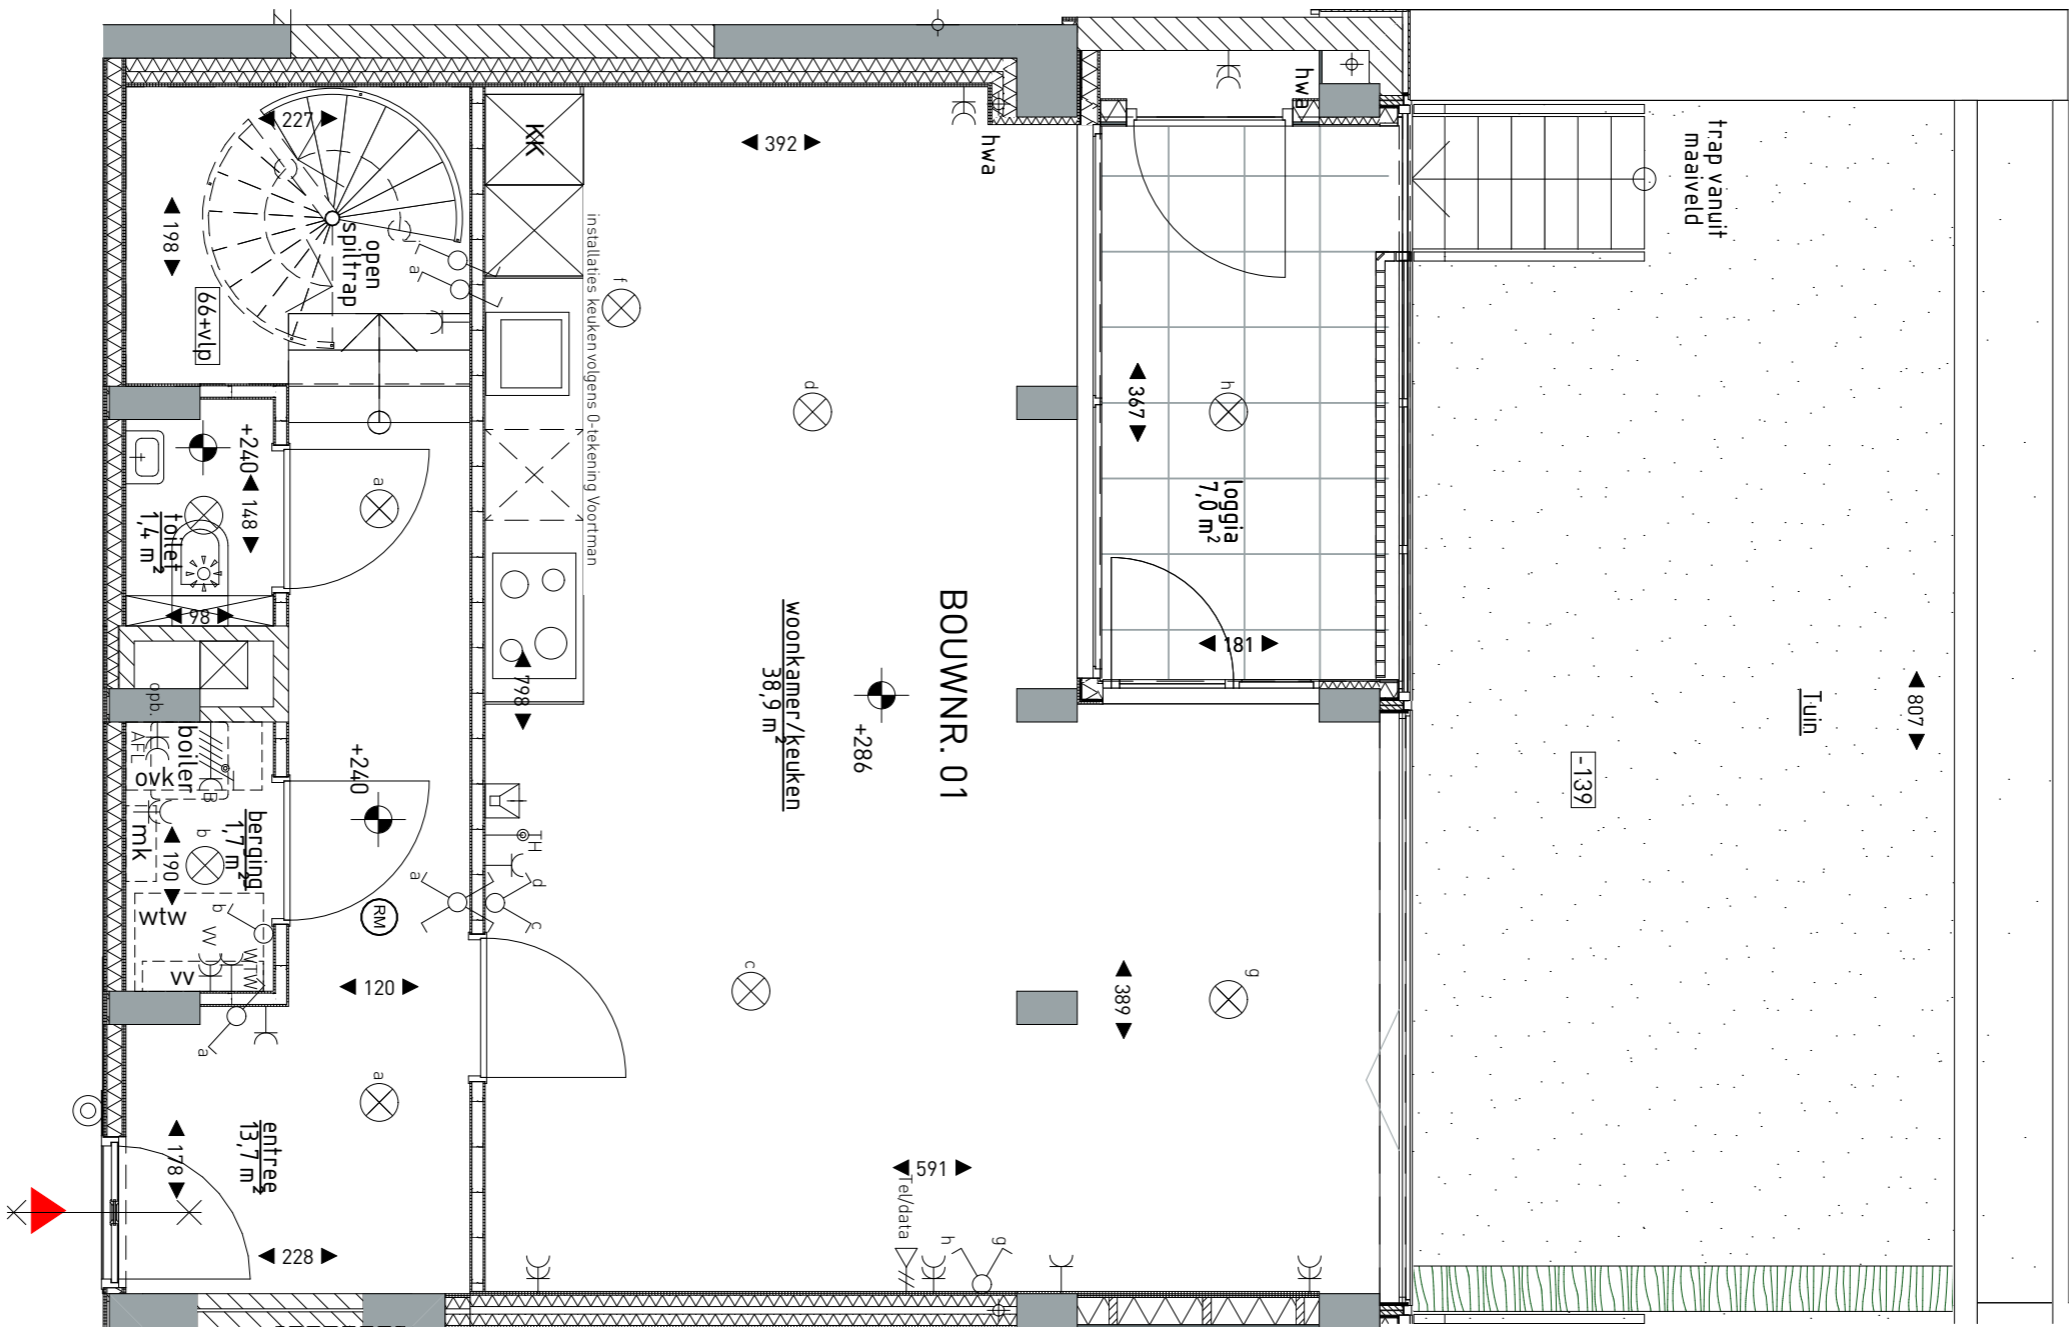 227
198
open
spiltrap
66+vlp
a
KK
installaties keuken volgens 0-tekening Voortman
f
392
hwa
hwa
trap vanuit
maaiveld
d
367
h
loggia
7,0 m²
181
+240
148
toilet
1,4 m²
98
a
798
woonkamer/keuken
38,9 m²
+286
BOUWNR. 01
Tuin
807
-139
opb.
AFL
boiler
ovk
B
mk
b
190
berging
1,7 m²
wtw
b
VV
WTW
vv
a
+240
RM
120
TH
a
d
c
c
389
g
a
entree
13,7 m²
178
228
591
Tel/data
h
g